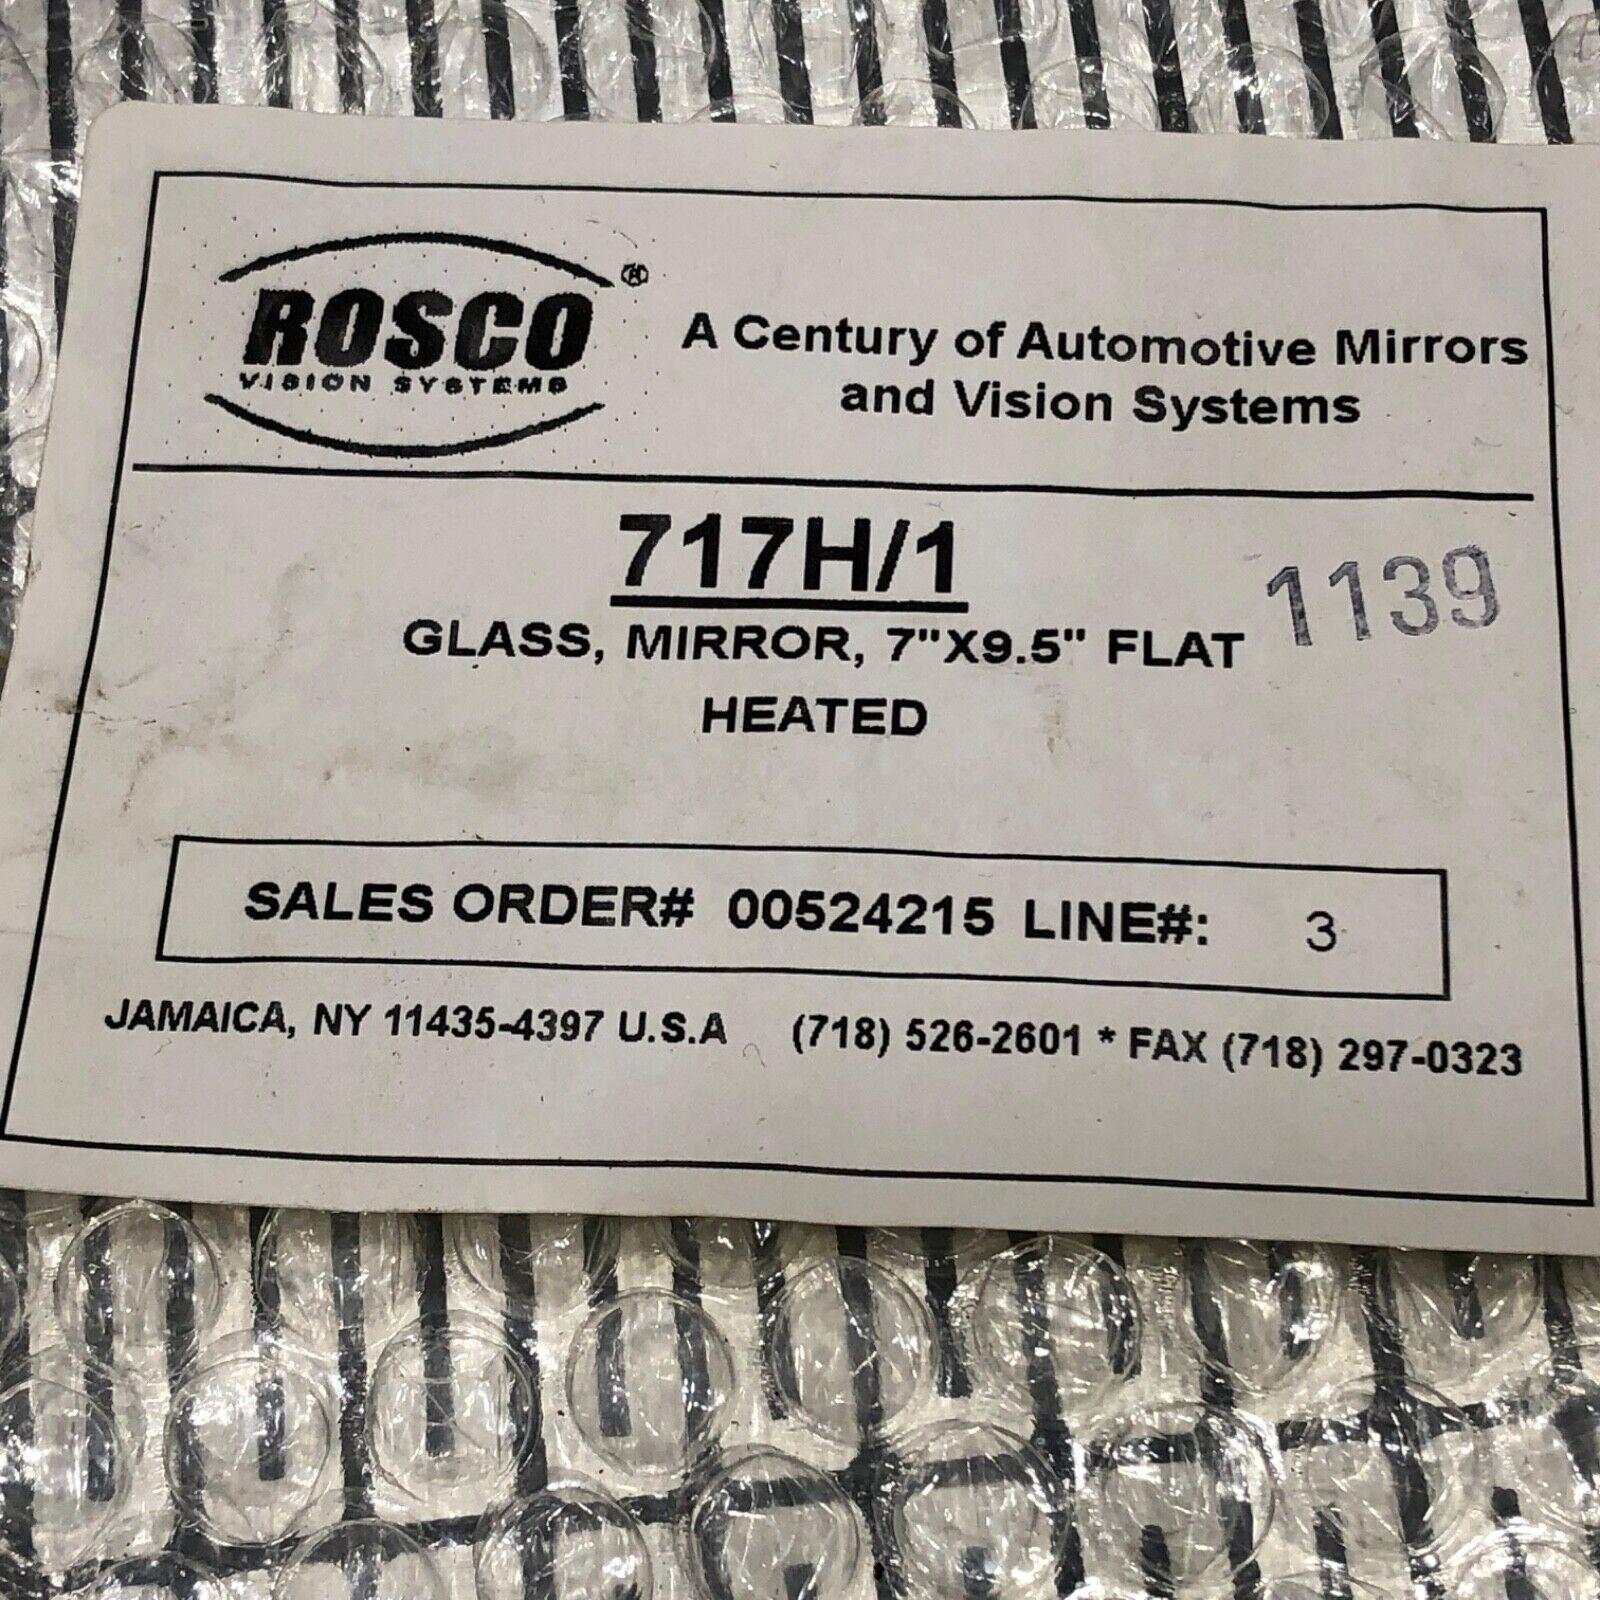 ROSCO®
VISION SYSTEMS
A Century of Automotive Mirrors
and Vision Systems
717H/1
1139
GLASS, MIRROR, 7"X9.5" FLAT
HEATED
SALES ORDER# 00524215 LINE#: 3
JAMAICA, NY 11435-4397 U.S.A (718) 526-2601 * FAX (718) 297-0323